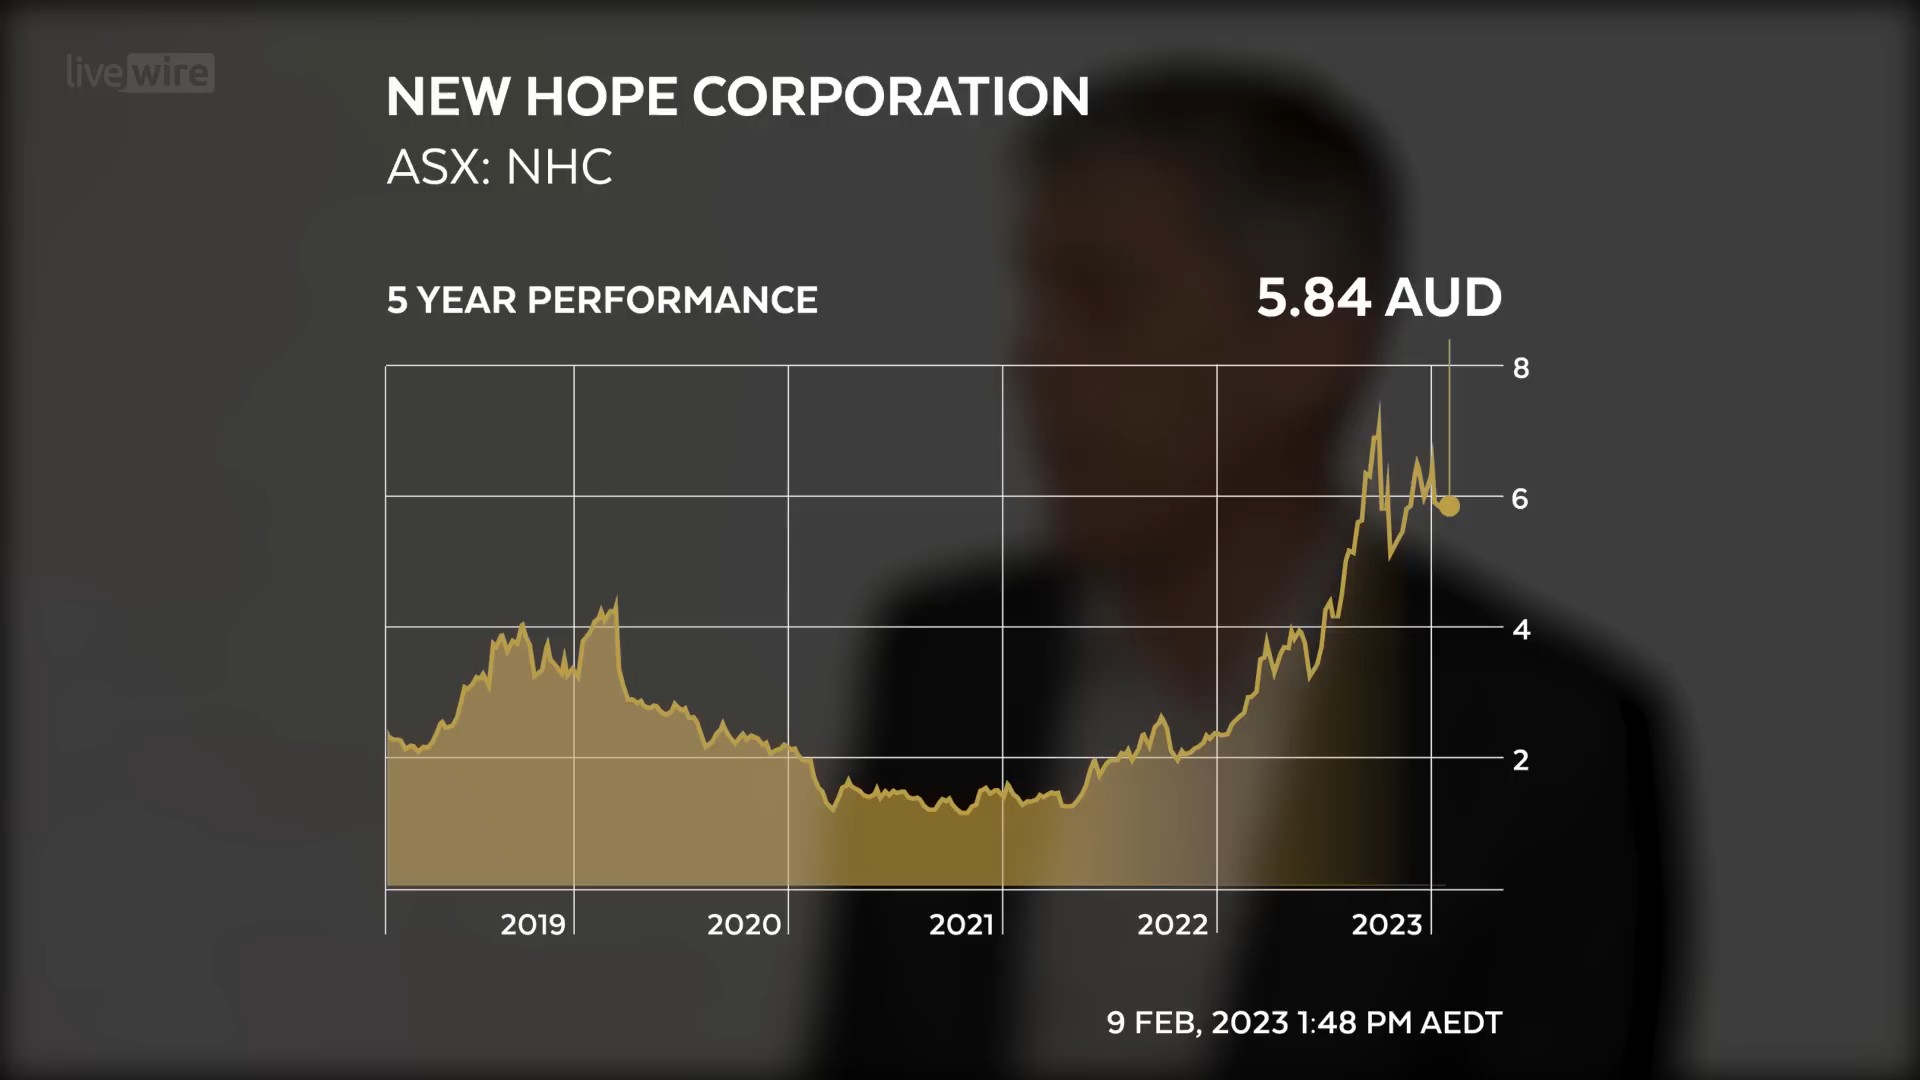 livewire
NEW HOPE CORPORATION
ASX: NHC
5 YEAR PERFORMANCE
5.84 AUD
8
6
4
2
2019 2020 2021 2022 2023
9 FEB, 2023 1:48 PM AEDT